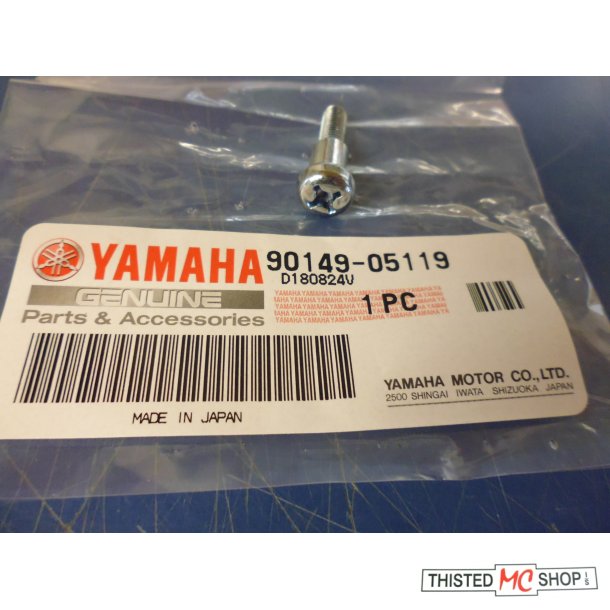 YAMAHA 90149-05119
D180824V
GENUINE
Parts & Accessories
1 PC
YAMAHA MOTOR CO., LTD.
2500 SHINGAI IWATA SHIZUOKA JAPAN
MADE IN JAPAN
THISTED MC SHOP I/S